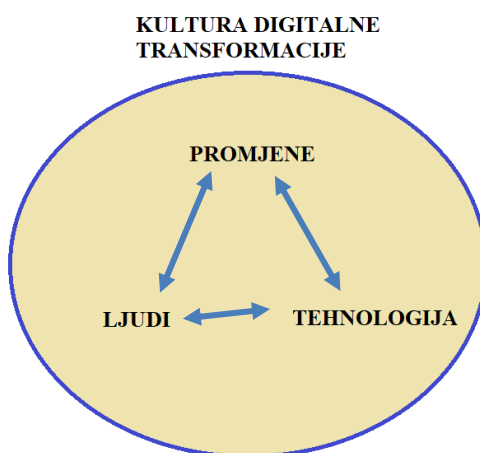 KULTURA DIGITALNE
TRANSFORMACIJE
PROMJENE
LJUDI
TEHNOLOGIJA